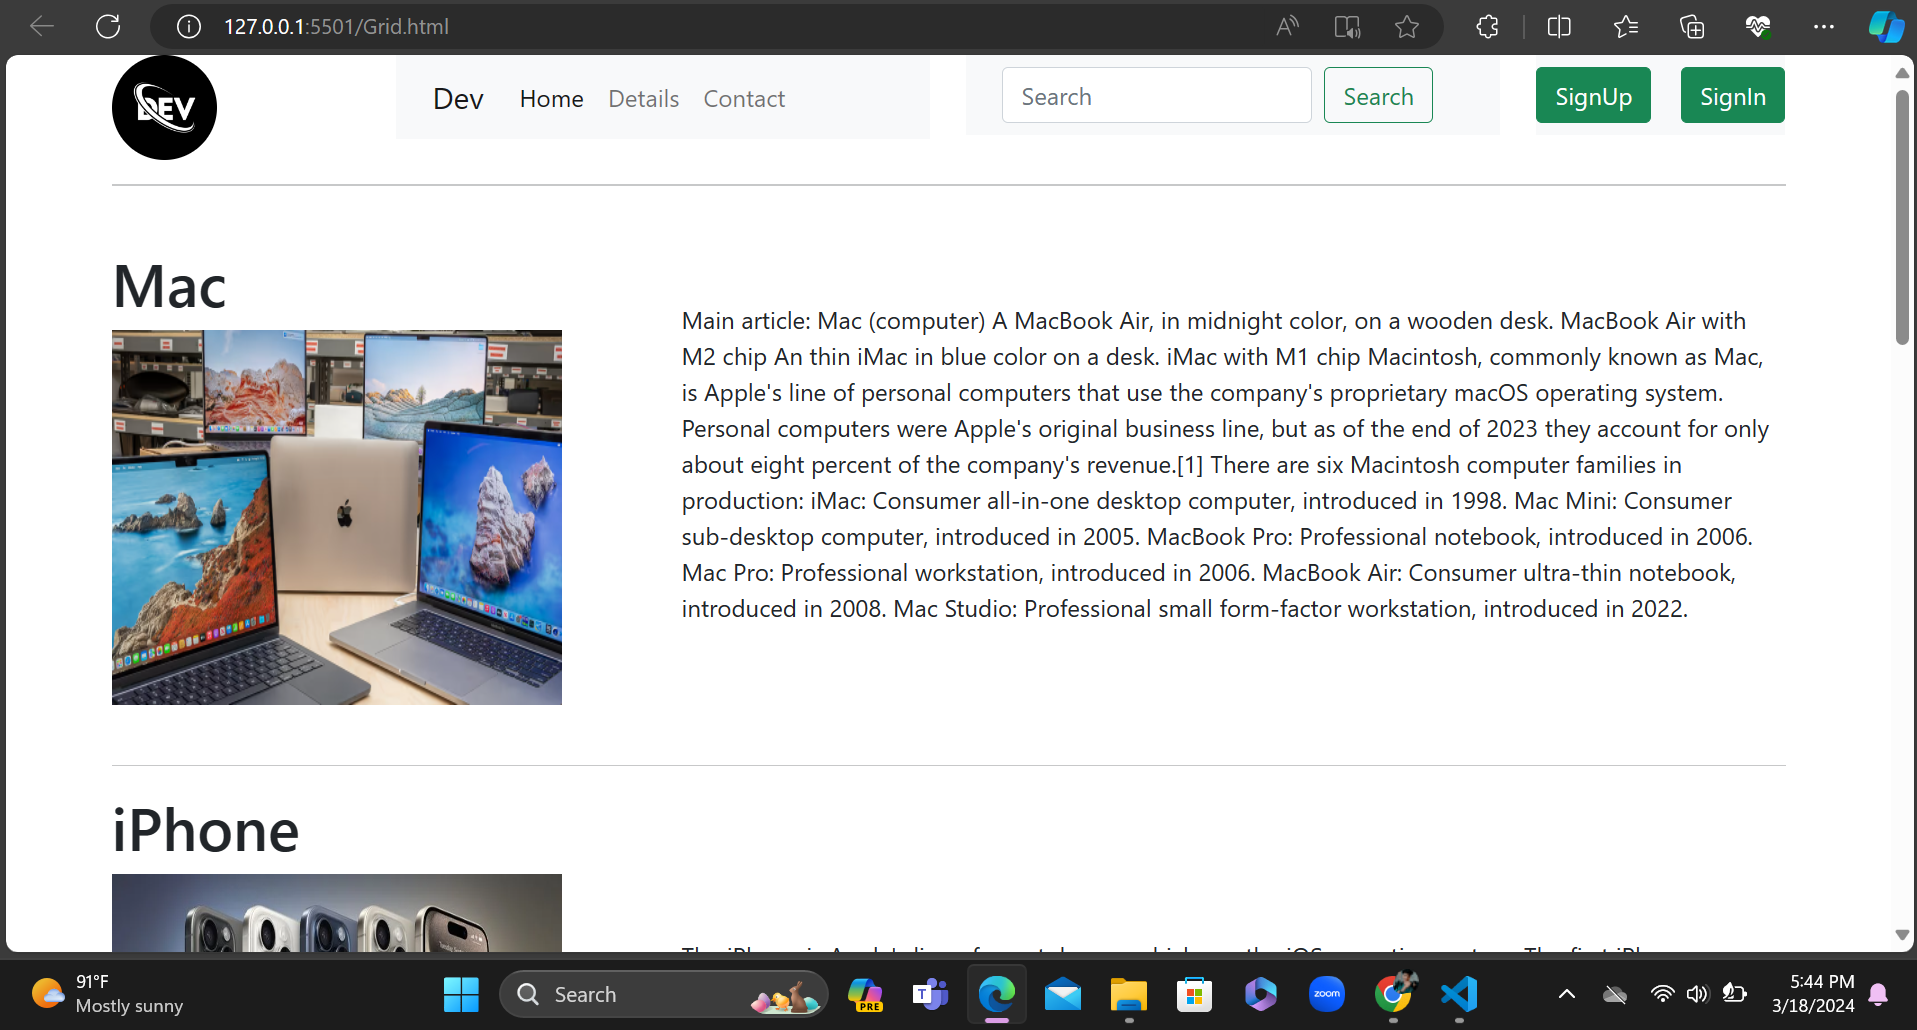 127.0.0.1:5501/Grid.html
DEV
Dev Home Details Contact
Search
Search
SignUp
SignIn
Mac
Main article: Mac (computer) A MacBook Air, in midnight color, on a wooden desk. MacBook Air with
M2 chip An thin iMac in blue color on a desk. iMac with M1 chip Macintosh, commonly known as Mac,
is Apple's line of personal computers that use the company's proprietary macOS operating system.
Personal computers were Apple's original business line, but as of the end of 2023 they account for only
about eight percent of the company's revenue.[1] There are six Macintosh computer families in
production: iMac: Consumer all-in-one desktop computer, introduced in 1998. Mac Mini: Consumer
sub-desktop computer, introduced in 2005. MacBook Pro: Professional notebook, introduced in 2006.
Mac Pro: Professional workstation, introduced in 2006. MacBook Air: Consumer ultra-thin notebook,
introduced in 2008. Mac Studio: Professional small form-factor workstation, introduced in 2022.
iPhone
91°F
Mostly sunny
Search
PRE
T
zoom
5:44 PM
3/18/2024